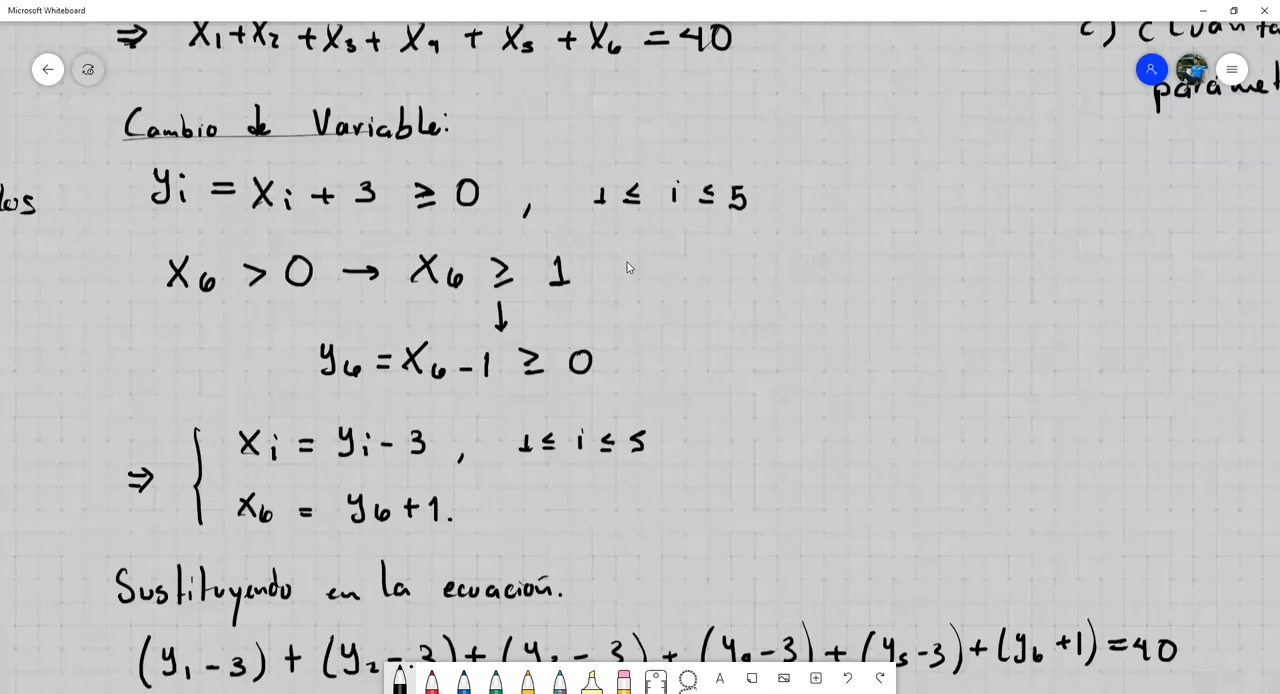 Microsoft Whiteboard
⇒ X₁+X₂ +X₃+ X₄ + X₅ + X₆ = 40
c) ¿Cuánta
paramet
Cambio de Variable:
los
yᵢ = xᵢ + 3 ≥ 0 , 1 ≤ i ≤ 5
X₆ > 0 → X₆ ≥ 1
↓
y₆ = X₆ - 1 ≥ 0
⇒ { xᵢ = yᵢ - 3 , 1 ≤ i ≤ 5
x₆ = y₆ + 1.
Sustituyendo en la ecuación.
(y₁ - 3) + (y₂ - 3) + (y₃ - 3) + (y₄ - 3) + (y₅ - 3) + (y₆ + 1) = 40